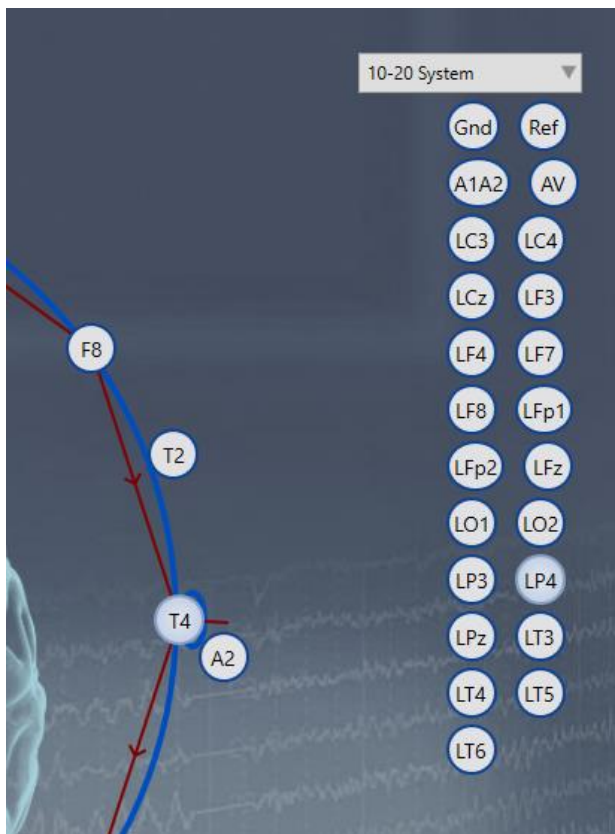 10-20 System
Gnd Ref
A1A2 AV
LC3 LC4
LCz LF3
F8
LF4 LF7
LF8 LFp1
T2
LFp2 LFz
LO1 LO2
LP3 LP4
T4
LPz LT3
A2
LT4 LT5
LT6